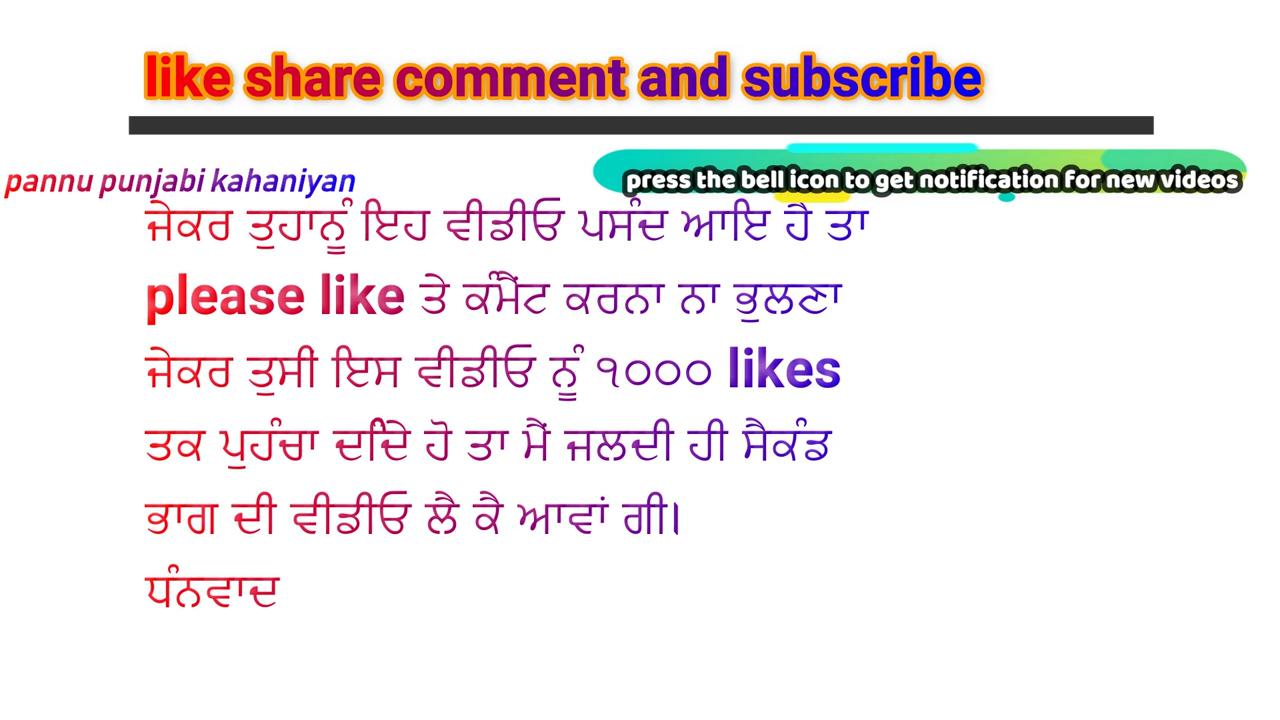 like share comment and subscribe
pannu punjabi kahaniyan
press the bell icon to get notification for new videos
ਜੇਕਰ ਤੁਹਾਨੂੰ ਇਹ ਵੀਡੀਓ ਪਸੰਦ ਆਇ ਹੈ ਤਾ
please like ਤੇ ਕੰਮੈਂਟ ਕਰਨਾ ਨਾ ਭੁਲਣਾ
ਜੇਕਰ ਤੁਸੀ ਇਸ ਵੀਡੀਓ ਨੂੰ ੧੦੦੦ likes
ਤਕ ਪੁਹੰਚਾ ਦਦਿੇ ਹੋ ਤਾ ਮੈਂ ਜਲਦੀ ਹੀ ਸੈਕੰਡ
ਭਾਗ ਦੀ ਵੀਡੀਓ ਲੈ ਕੈ ਆਵਾਂ ਗੀ।
ਧੰਨਵਾਦ